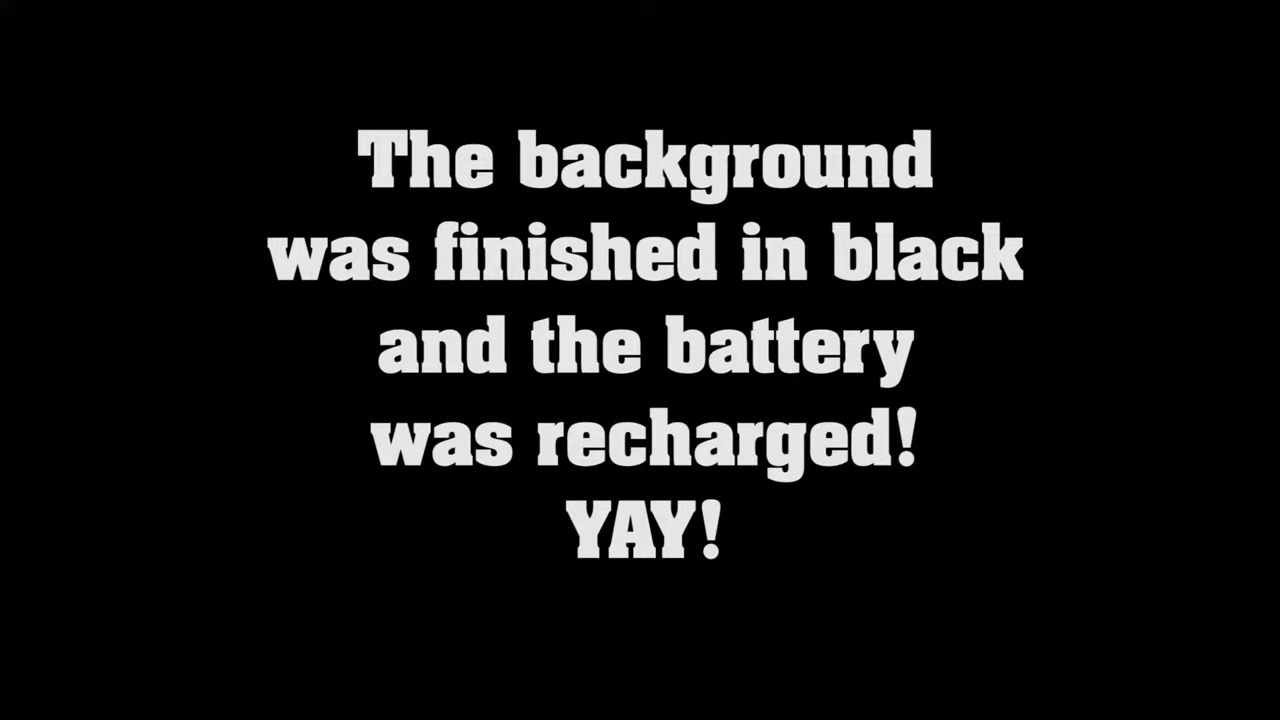 The background
was finished in black
and the battery
was recharged!
YAY!